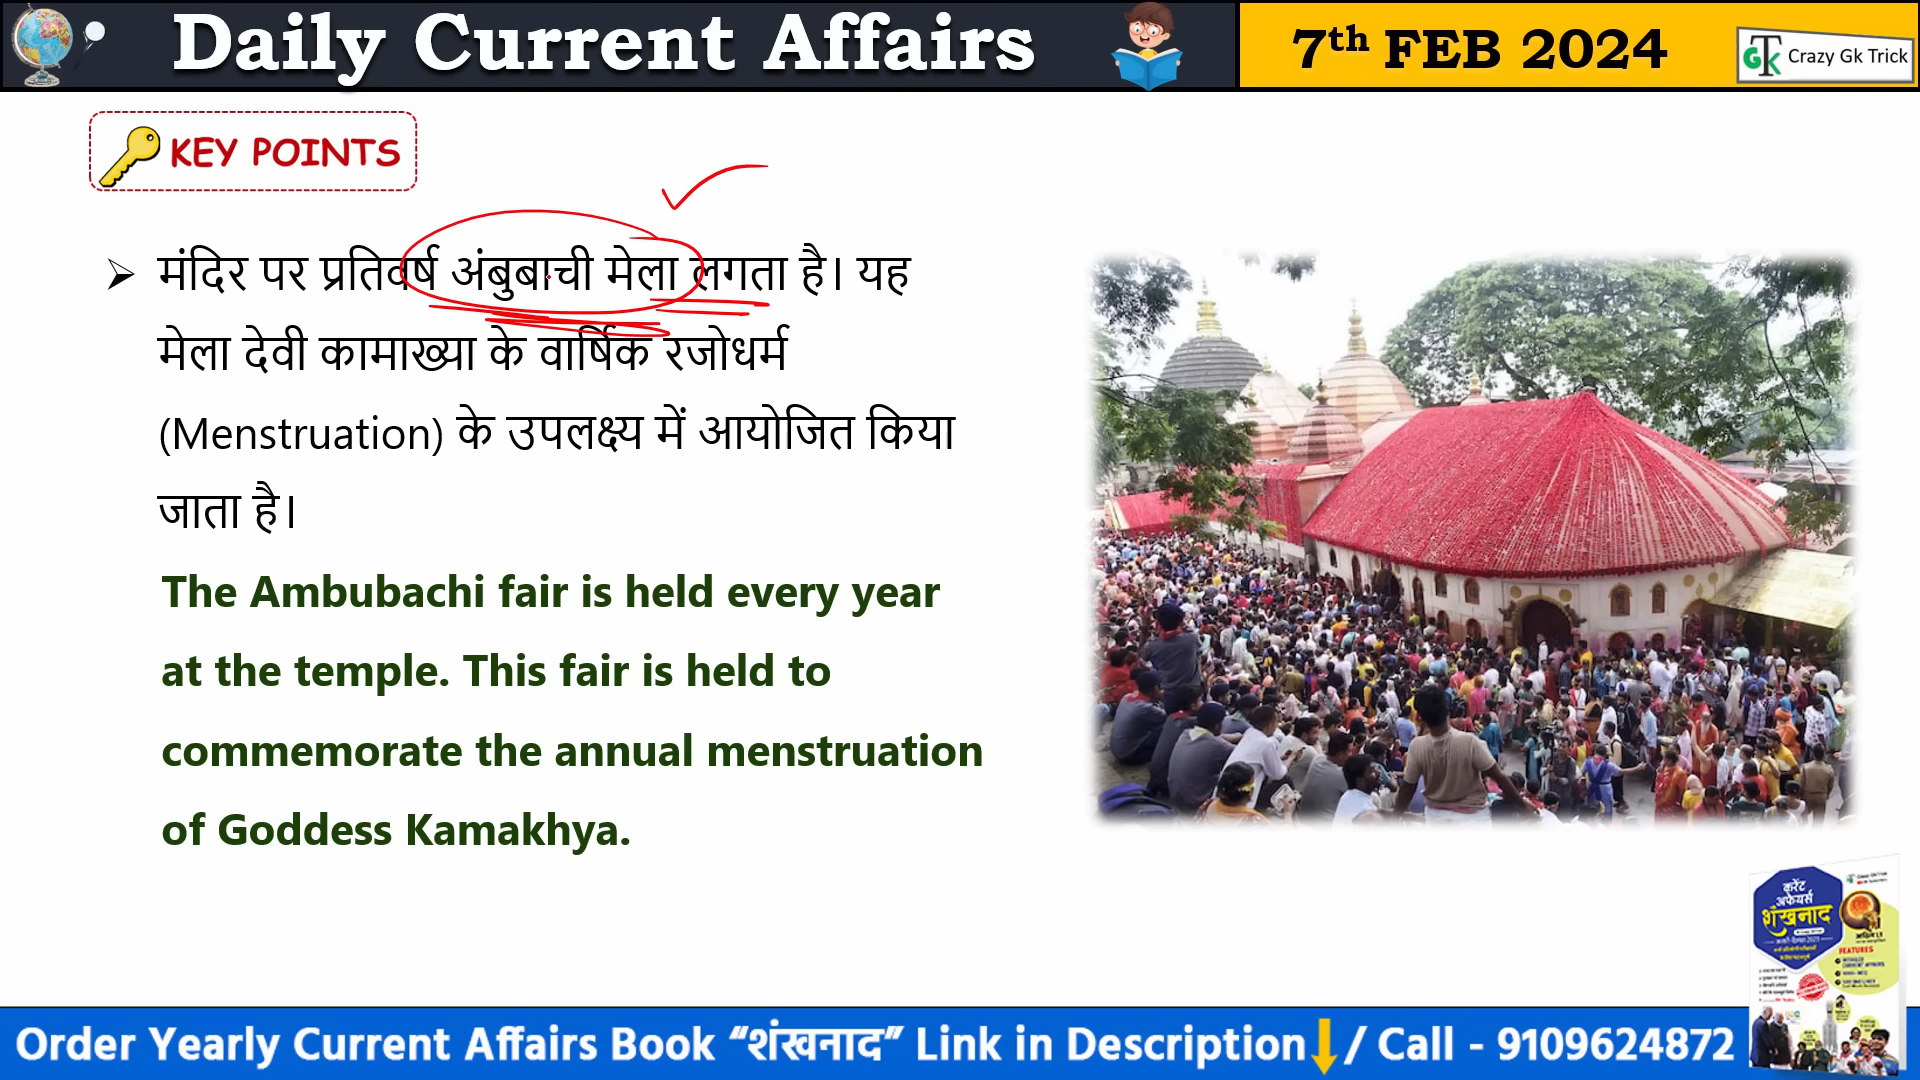 Daily Current Affairs
7th FEB 2024
GTK Crazy Gk Trick
KEY POINTS
➢ मंदिर पर प्रतिवर्ष अंबुबाची मेला लगता है। यह
मेला देवी कामाख्या के वार्षिक रजोधर्म
(Menstruation) के उपलक्ष्य में आयोजित किया
जाता है।
The Ambubachi fair is held every year
at the temple. This fair is held to
commemorate the annual menstruation
of Goddess Kamakhya.
करेंट
अफेयर्स
शंखनाद
FEATURES
Order Yearly Current Affairs Book “शंखनाद” Link in Description / Call - 9109624872